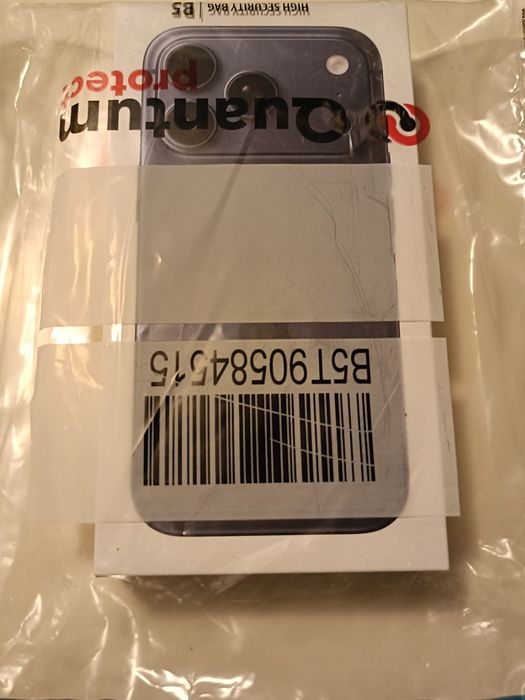 B5T90584515
Quantum
protect
HIGH SECURITY BAG | B5